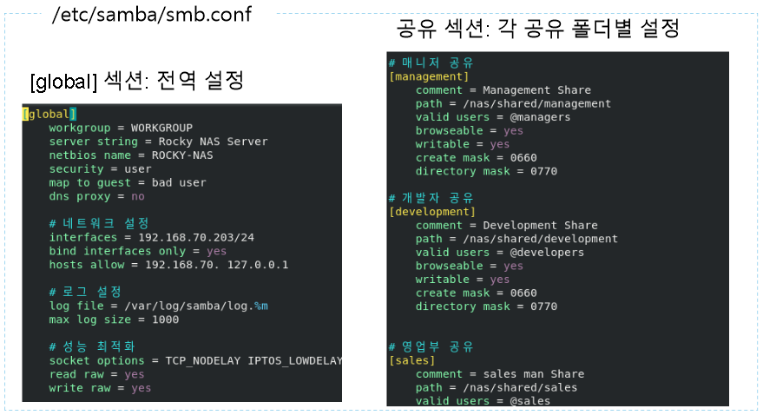 /etc/samba/smb.conf
[global] 섹션: 전역 설정
[global]
workgroup = WORKGROUP
server string = Rocky NAS Server
netbios name = ROCKY-NAS
security = user
map to guest = bad user
dns proxy = no
# 네트워크 설정
interfaces = 192.168.70.203/24
bind interfaces only = yes
hosts allow = 192.168.70. 127.0.0.1
# 로그 설정
log file = /var/log/samba/log.%m
max log size = 1000
# 성능 최적화
socket options = TCP_NODELAY IPTOS_LOWDELAY
read raw = yes
write raw = yes
공유 섹션: 각 공유 폴더별 설정
# 매니저 공유
[management]
comment = Management Share
path = /nas/shared/management
valid users = @managers
browseable = yes
writable = yes
create mask = 0660
directory mask = 0770
# 개발자 공유
[development]
comment = Development Share
path = /nas/shared/development
valid users = @developers
browseable = yes
writable = yes
create mask = 0660
directory mask = 0770
# 영업부 공유
[sales]
comment = sales man Share
path = /nas/shared/sales
valid users = @sales